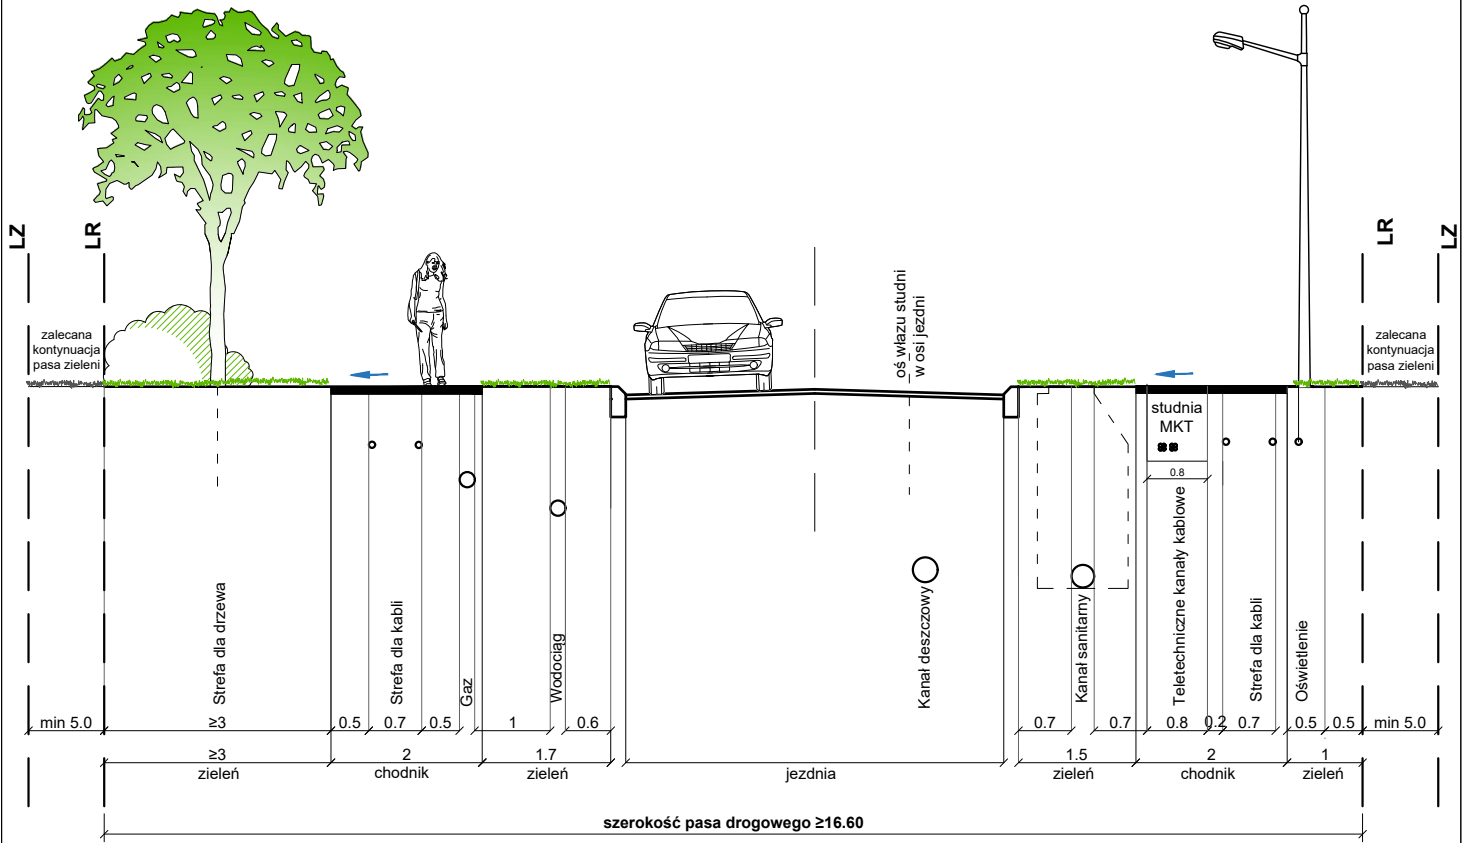 LZ
LR
LR
LZ
zalecana
kontynuacja
pasa zieleni
oś włazu studni
w osi jezdni
zalecana
kontynuacja
pasa zieleni
studnia
MKT
0.8
Strefa dla drzewa
Strefa dla kabli
Gaz
Wodociąg
Kanał deszczowy
Kanał sanitarny
Teletechniczne kanały kablowe
Strefa dla kabli
Oświetlenie
min 5.0 ≥3 0.5 0.7 0.5 1 0.6 0.7 0.7 0.8 0.2 0.7 0.5 0.5 min 5.0
≥3 2 1.7 1.5 2 1
zieleń chodnik zieleń jezdnia zieleń chodnik zieleń
szerokość pasa drogowego ≥16.60